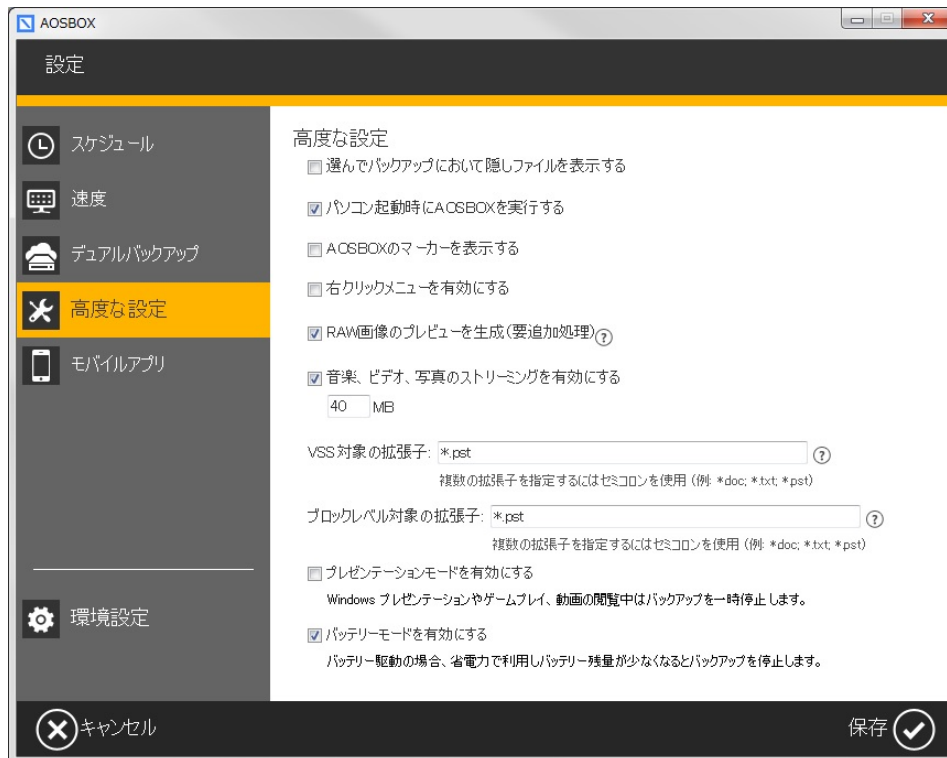 AOSBOX
設定
スケジュール
速度
デュアルバックアップ
高度な設定
モバイルアプリ
環境設定
高度な設定
選んでバックアップにおいて隠しファイルを表示する
パソコン起動時にAOSBOXを実行する
AOSBOXのマーカーを表示する
右クリックメニューを有効にする
RAW画像のプレビューを生成(要追加処理)?
音楽、ビデオ、写真のストリーミングを有効にする
40 MB
VSS対象の拡張子: *.pst ?
複数の拡張子を指定するにはセミコロンを使用 (例: *doc; *.txt; *pst)
ブロックレベル対象の拡張子: *.pst ?
複数の拡張子を指定するにはセミコロンを使用 (例: *doc; *.txt; *pst)
プレゼンテーションモードを有効にする
Windows プレゼンテーションやゲームプレイ、動画の閲覧中はバックアップを一時停止します。
バッテリーモードを有効にする
バッテリー駆動の場合、省電力で利用しバッテリー残量が少なくなるとバックアップを停止します。
キャンセル
保存